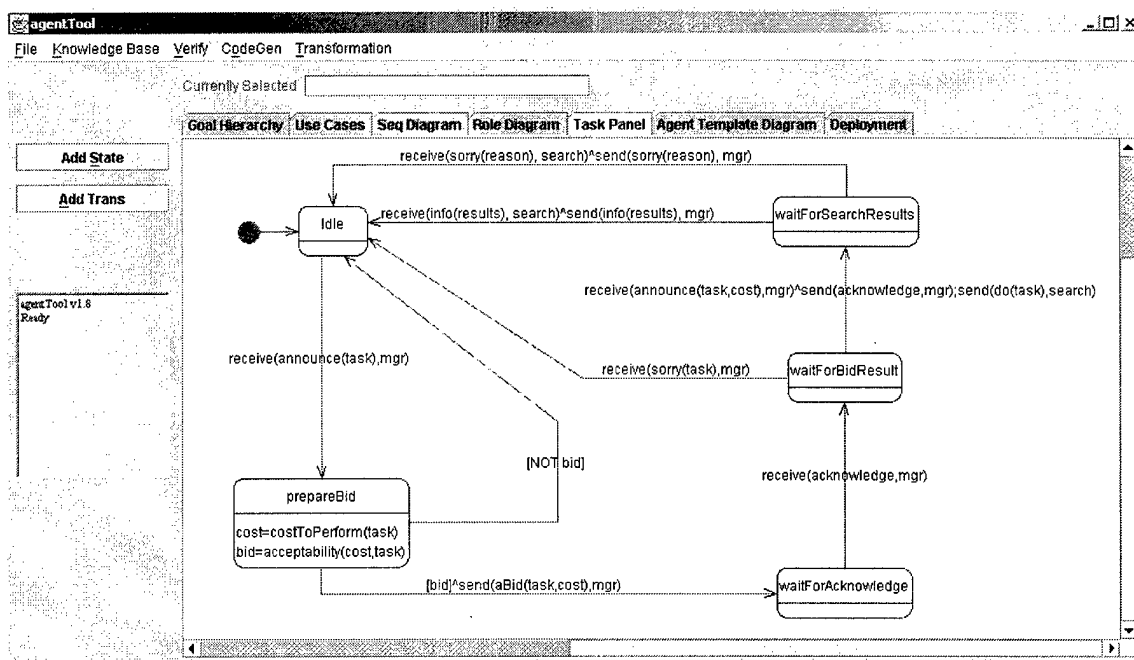 agentTool
File Knowledge Base Verify CodeGen Transformation
Currently Selected
Goal Hierarchy Use Cases Seq Diagram Role Diagram Task Panel Agent Template Diagram Deployment
Add State
Add Trans
agentTool v1.8
Ready
receive(sorry(reason), search)^send(sorry(reason), mgr)
Idle
receive(info(results), search)^send(info(results), mgr)
waitForSearchResults
receive(announce(task,cost),mgr)^send(acknowledge,mgr);send(do(task),search)
receive(announce(task),mgr)
receive(sorry(task),mgr)
waitForBidResult
[NOT bid]
receive(acknowledge,mgr)
prepareBid
cost=costToPerform(task)
bid=acceptability(cost,task)
[bid]^send(aBid(task,cost),mgr)
waitForAcknowledge